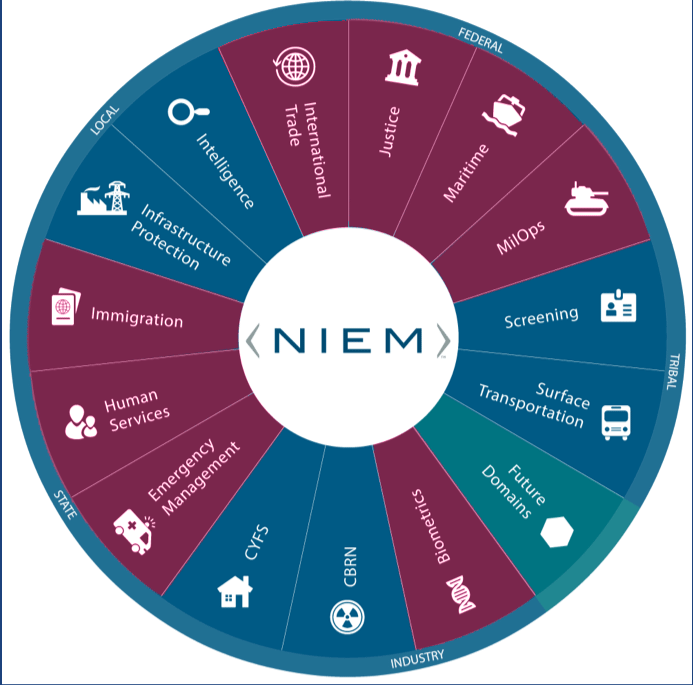 FEDERAL
LOCAL
TRIBAL
STATE
INDUSTRY
International
Trade
Justice
Maritime
MilOps
Screening
Surface
Transportation
Future
Domains
Biometrics
CBRN
CYFS
Emergency
Management
Human
Services
Immigration
Infrastructure
Protection
Intelligence
NIEM